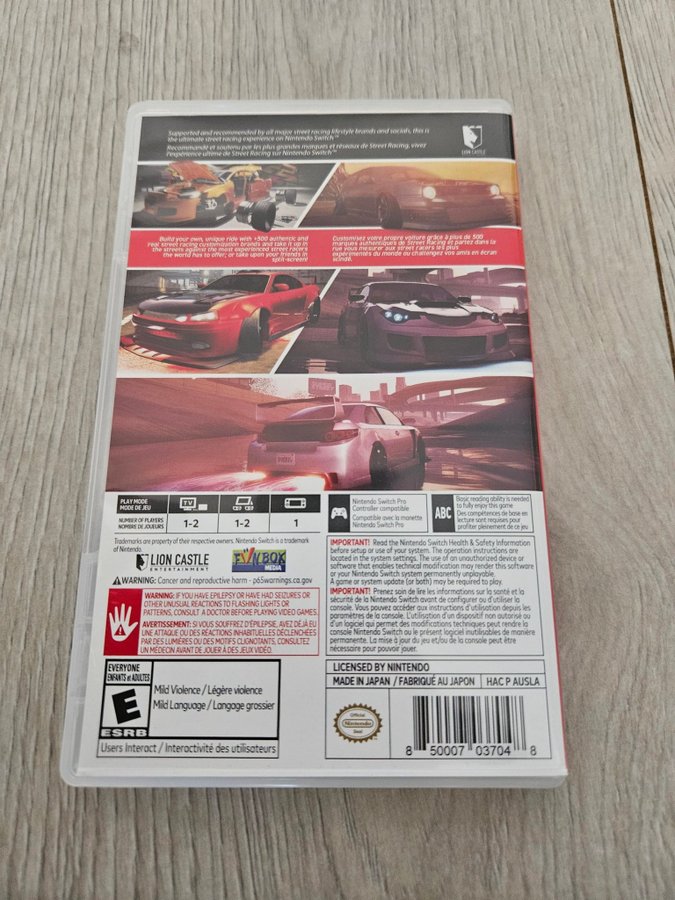 Supported and recommended by all major street racing lifestyle brands and socials, this is
the ultimate street racing experience on Nintendo Switch™
Recommandé et soutenu par les plus grandes marques et réseaux de Street Racing, vivez
l'expérience ultime de Street Racing sur Nintendo Switch™
LION CASTLE
Build your own, unique ride with +500 authentic and
real street racing customization brands and take it up in
the streets against the most experienced street racers
the world has to offer; or take upon your friends in
split-screen!
Customisez votre propre voiture grâce à plus de 500
marques authentiques de Street Racing et partez dans la
rue vous mesurer aux street racers les plus
expérimentés du monde ou challengez vos amis en écran
scindé.
PLAY MODE
MODE DE JEU
TV
NUMBER OF PLAYERS
NOMBRE DE JOUEURS
1-2
1-2
1
Nintendo Switch Pro
Controller compatible
Compatible avec la manette
Nintendo Switch Pro
ABC
Basic reading ability is needed
to fully enjoy this game
Des compétences de base en
lecture sont requises pour
profiter pleinement de ce jeu
Trademarks are property of their respective owners. Nintendo Switch is a trademark
of Nintendo.
LION CASTLE
ENTERTAINMENT
FUNBOX
MEDIA
WARNING: Cancer and reproductive harm - p65warnings.ca.gov
WARNING: IF YOU HAVE EPILEPSY OR HAVE HAD SEIZURES OR
OTHER UNUSUAL REACTIONS TO FLASHING LIGHTS OR
PATTERNS, CONSULT A DOCTOR BEFORE PLAYING VIDEO GAMES.
AVERTISSEMENT: SI VOUS SOUFFREZ D'ÉPILEPSIE, AVEZ DÉJÀ EU
UNE ATTAQUE OU DES RÉACTIONS INHABITUELLES DÉCLENCHÉES
PAR DES LUMIÈRES OU DES MOTIFS CLIGNOTANTS, CONSULTEZ
UN MÉDECIN AVANT DE JOUER À DES JEUX VIDÉO.
IMPORTANT! Read the Nintendo Switch Health & Safety Information
before setup or use of your system. The operation instructions are
located in the system settings. The use of an unauthorized device or
software that enables technical modification may render this software
or your Nintendo Switch system permanently unplayable.
A game or system update (or both) may be required to play.
IMPORTANT! Prenez soin de lire les informations sur la santé et la
sécurité de la Nintendo Switch avant de configurer ou d'utiliser la
console. Vous pouvez accéder aux instructions d'utilisation depuis les
paramètres de la console. L'utilisation d'un dispositif non autorisé ou
d'un logiciel qui permet des modifications techniques peut rendre la
console Nintendo Switch ou le présent logiciel inutilisables de manière
permanente. La mise à jour du jeu et/ou de la console peut être
nécessaire pour pouvoir jouer.
EVERYONE
ENFANTS et ADULTES
E
ESRB
Mild Violence / Légère violence
Mild Language / Langage grossier
Users Interact / Interactivité des utilisateurs
LICENSED BY NINTENDO
MADE IN JAPAN / FABRIQUÉ AU JAPON
HAC P AUSLA
Official
Nintendo
Seal
8 50007 03704 8